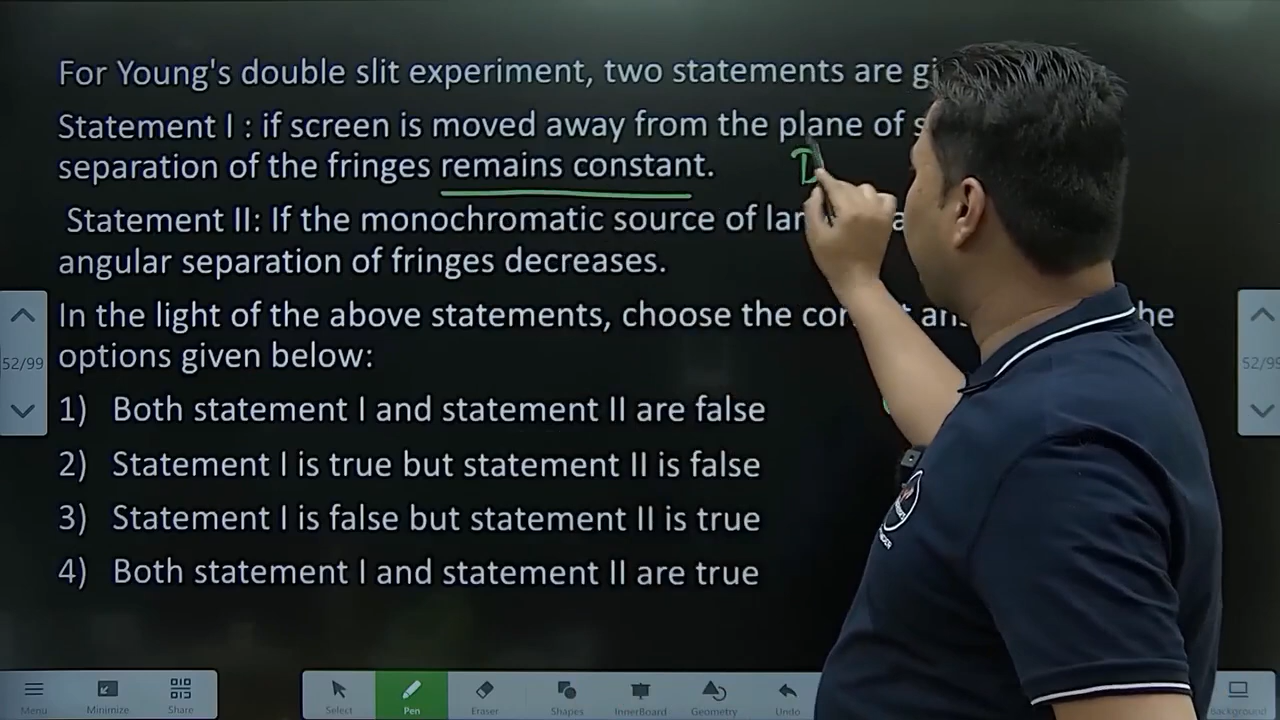 For Young's double slit experiment, two statements are
Statement I : if screen is moved away from the plane of
separation of the fringes remains constant.
D
Statement II: If the monochromatic source of
angular separation of fringes decreases.
In the light of the above statements, choose the
he
options given below:
1) Both statement I and statement II are false
2) Statement I is true but statement II is false
3) Statement I is false but statement II is true
4) Both statement I and statement II are true
52/99
52/99
Menu Minimize Share Select Pen Eraser Shapes InnerBoard Geometry Undo Background